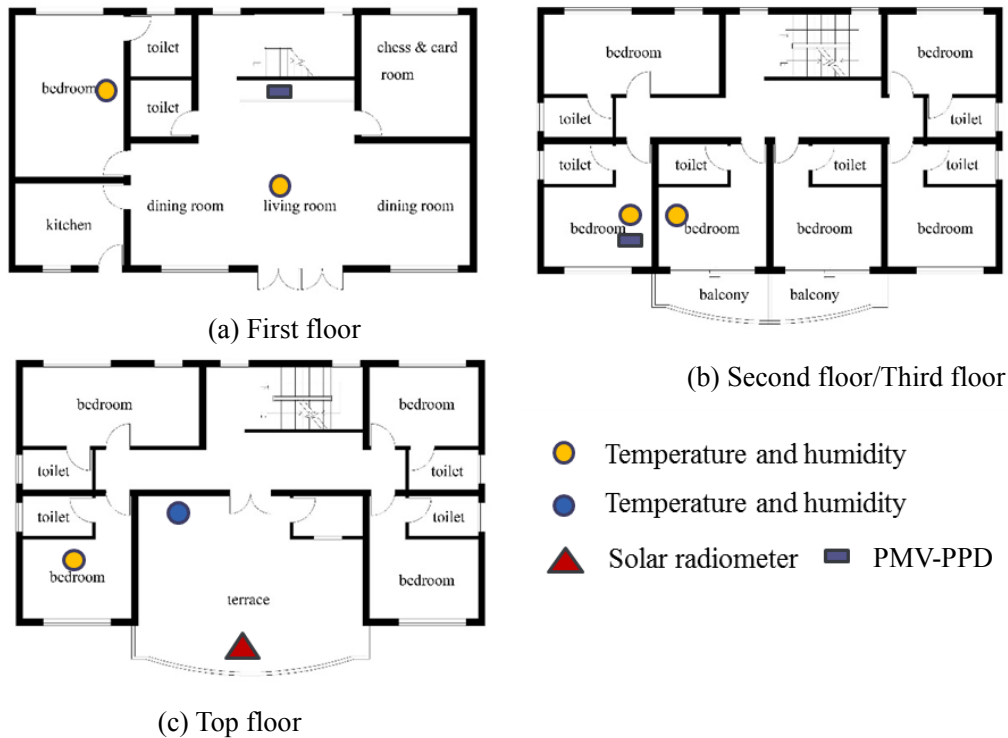 toilet
chess & card
room
bedroom
toilet
kitchen
dining room
living room
dining room
(a) First floor
bedroom
bedroom
toilet
toilet
toilet
toilet
toilet
toilet
bedroom
bedroom
bedroom
bedroom
balcony
balcony
(b) Second floor/Third floor
bedroom
bedroom
toilet
toilet
toilet
toilet
bedroom
bedroom
terrace
(c) Top floor
Temperature and humidity
Temperature and humidity
Solar radiometer
PMV-PPD